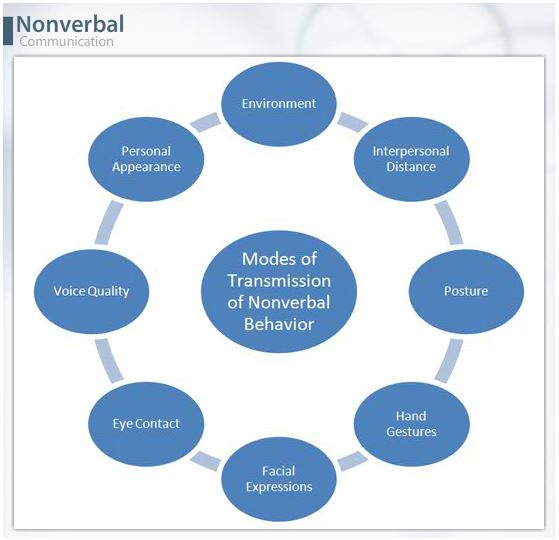 Nonverbal
Communication
Environment
Interpersonal
Distance
Posture
Hand
Gestures
Facial
Expressions
Eye Contact
Voice Quality
Personal
Appearance
Modes of
Transmission
of Nonverbal
Behavior